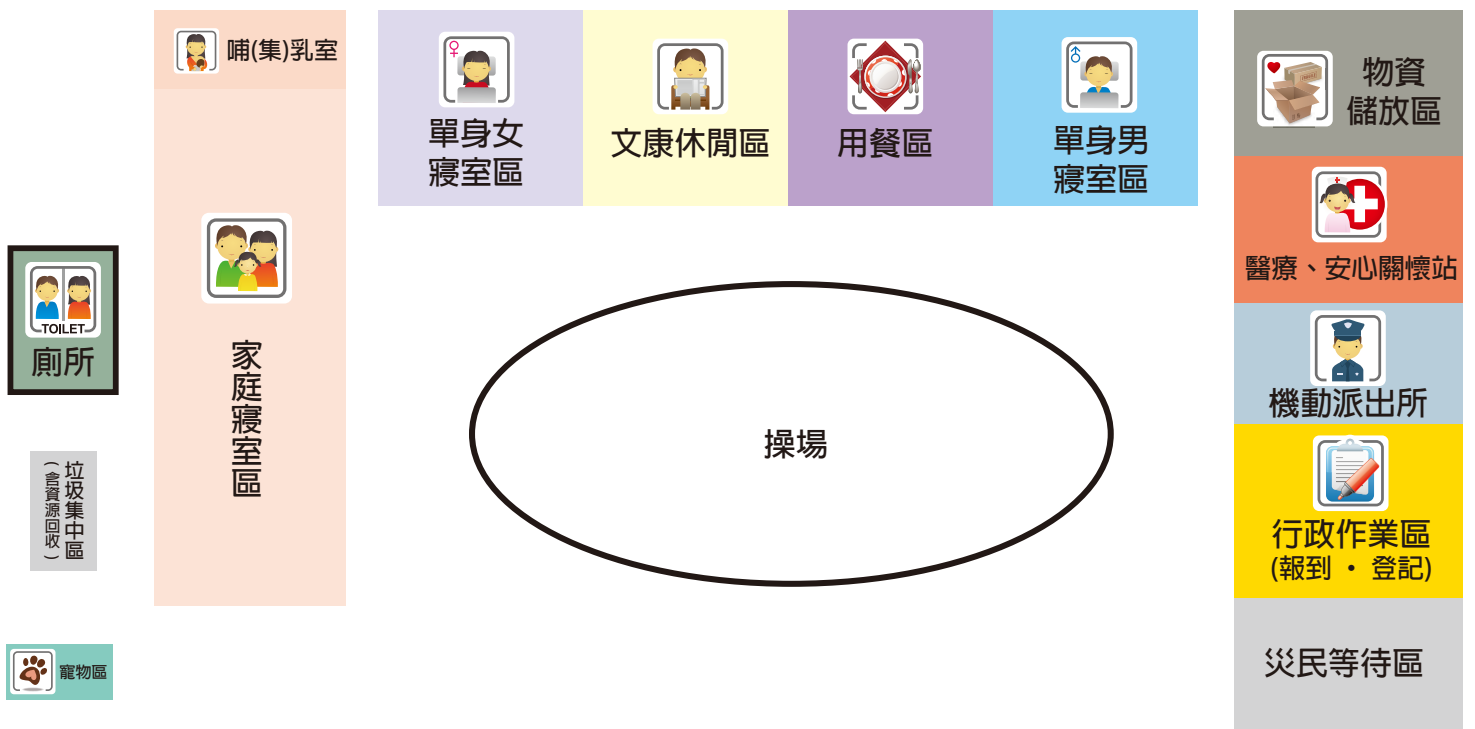 哺(集)乳室
家庭寢室區
單身女
寢室區
文康休閒區
用餐區
單身男
寢室區
物資
儲放區
醫療、安心關懷站
機動派出所
行政作業區
(報到 • 登記)
災民等待區
操場
TOILET
廁所
垃圾集中區
(含資源回收)
寵物區